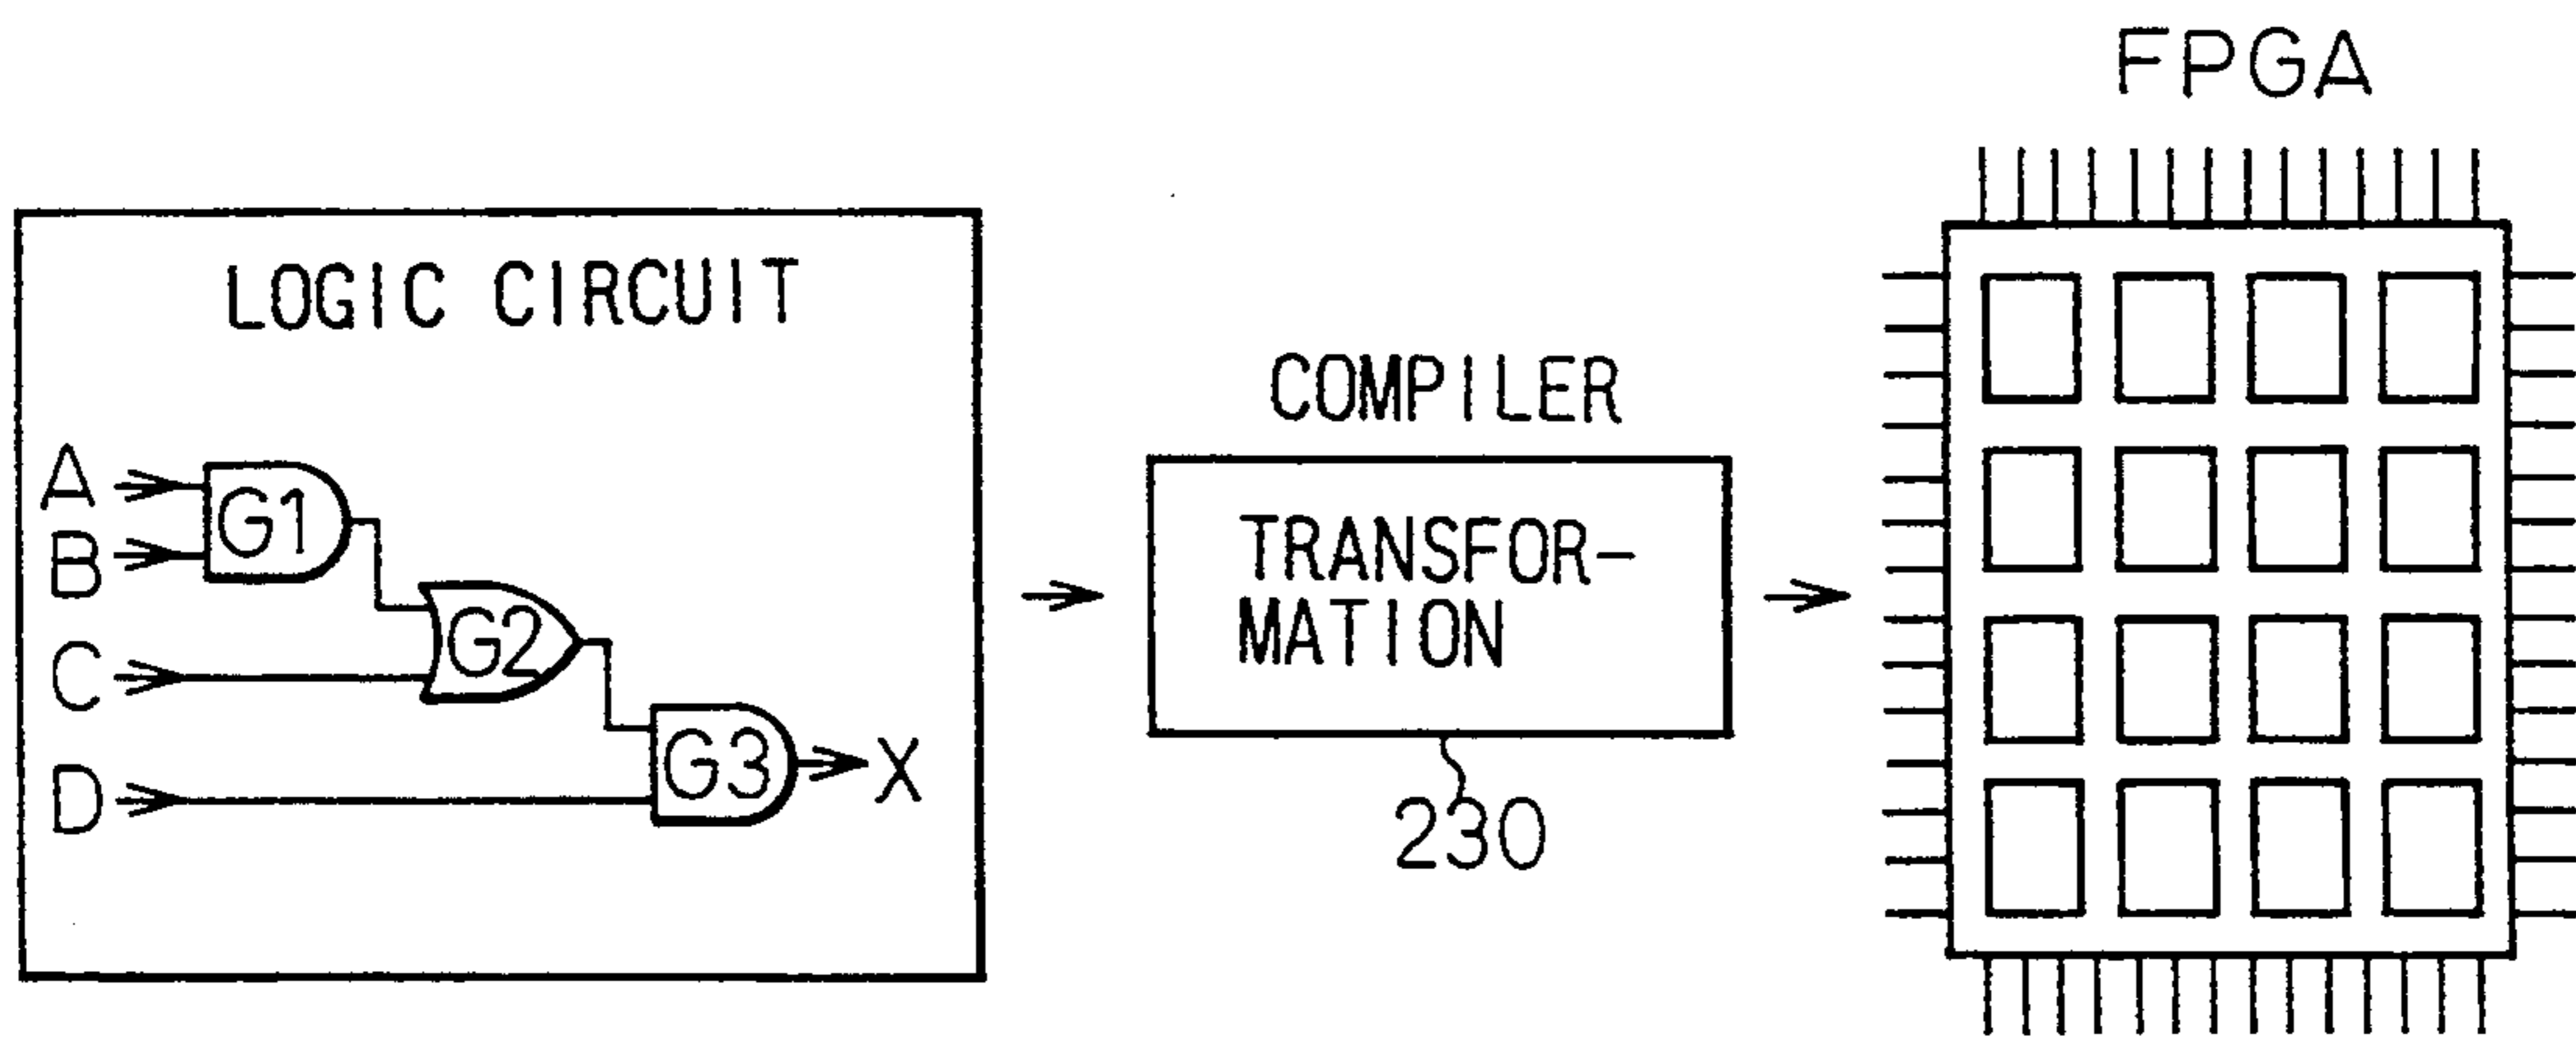 FPGA
LOGIC CIRCUIT
COMPILER
TRANSFOR-
MATION
A
B
C
D
G1
G2
G3
X
230